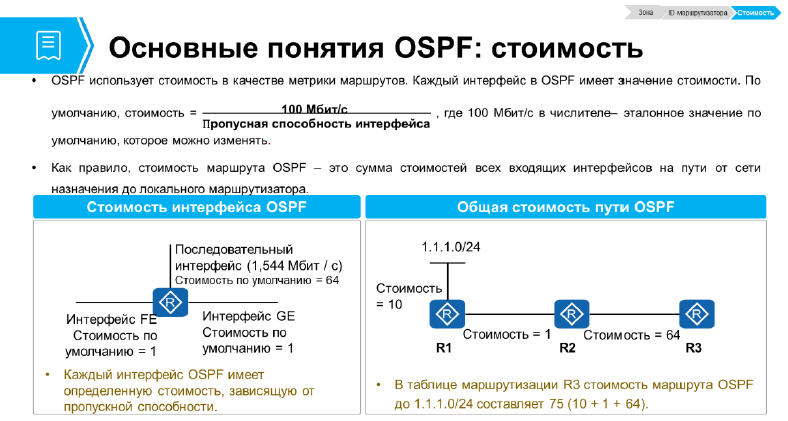 Зона
ID маршрутизатора
Стоимость
Основные понятия OSPF: стоимость
• OSPF использует стоимость в качестве метрики маршрутов. Каждый интерфейс в OSPF имеет значение стоимости. По
умолчанию, стоимость = 100 Мбит/с / Пропускная способность интерфейса , где 100 Мбит/с в числителе– эталонное значение по
умолчанию, которое можно изменять.
• Как правило, стоимость маршрута OSPF – это сумма стоимостей всех входящих интерфейсов на пути от сети
назначения до локального маршрутизатора.
Стоимость интерфейса OSPF
Последовательный
интерфейс (1,544 Мбит / с)
Стоимость по умолчанию = 64
R
Интерфейс FE
Стоимость по
умолчанию = 1
Интерфейс GE
Стоимость по
умолчанию = 1
• Каждый интерфейс OSPF имеет
определенную стоимость, зависящую от
пропускной способности.
Общая стоимость пути OSPF
1.1.1.0/24
Стоимость
= 10
R
R
R
Стоимость = 1
Стоимость = 64
R1
R2
R3
• В таблице маршрутизации R3 стоимость маршрута OSPF
до 1.1.1.0/24 составляет 75 (10 + 1 + 64).